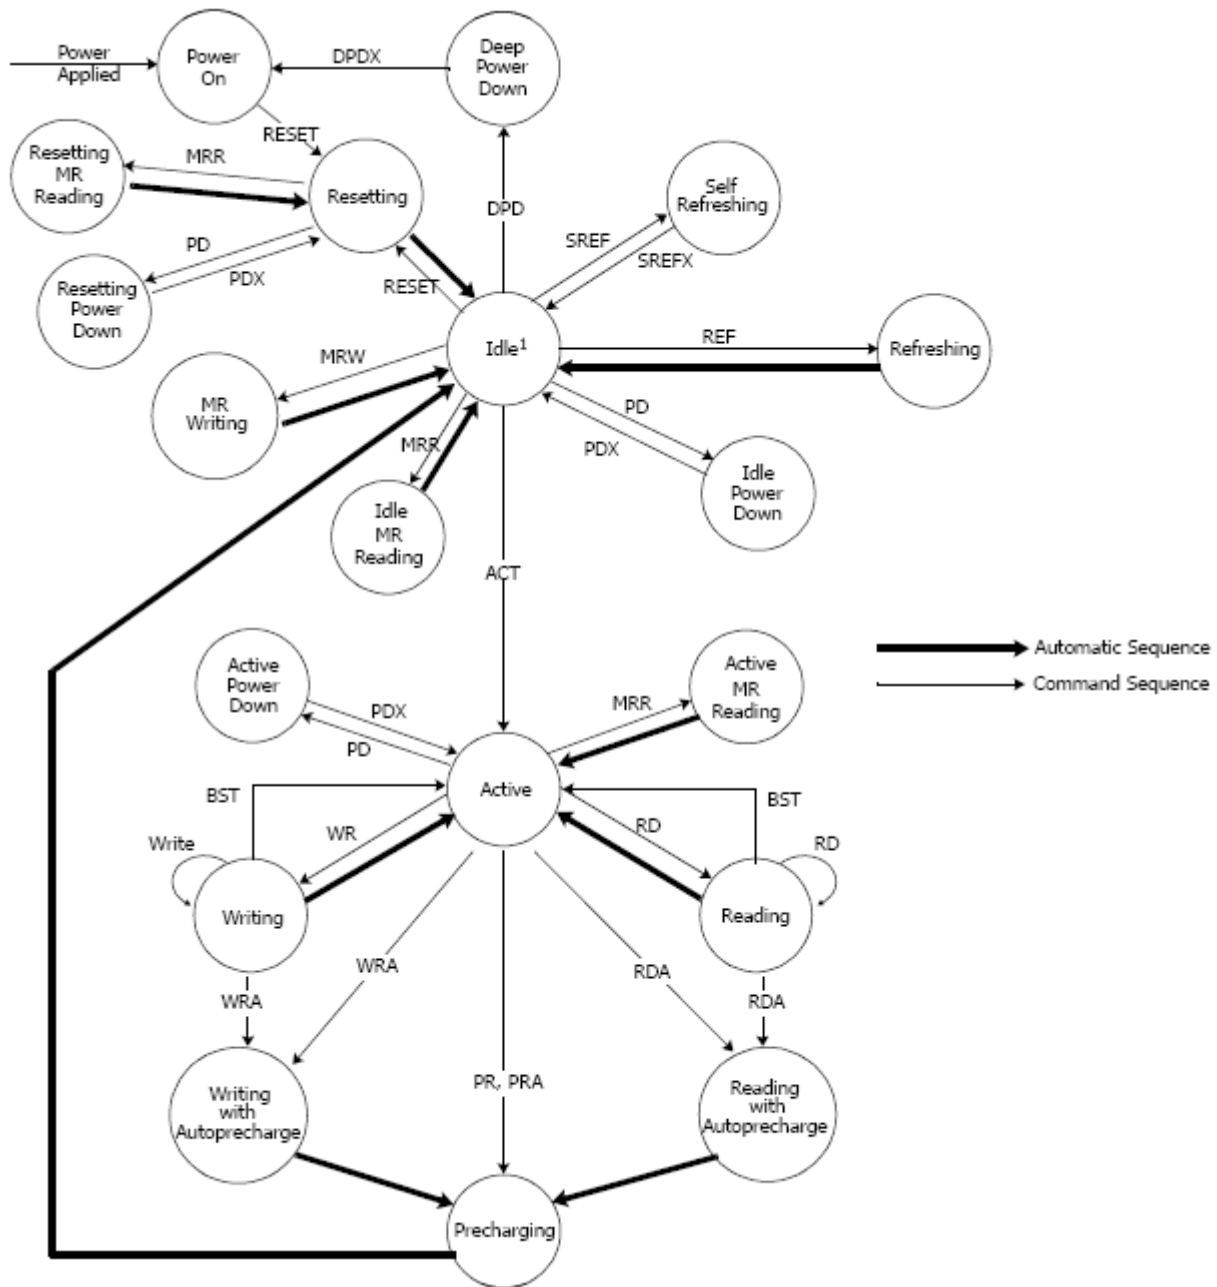 Power
Applied
Power
On
DPDX
Deep
Power
Down
RESET
Resetting
MR
Reading
MRR
Resetting
DPD
Self
Refreshing
SREF
SREFX
PD
PDX
RESET
Resetting
Power
Down
Idle1
REF
Refreshing
MRW
MR
Writing
MRR
PD
PDX
Idle
MR
Reading
Idle
Power
Down
ACT
Automatic Sequence
Command Sequence
Active
Power
Down
PDX
PD
MRR
Active
MR
Reading
Active
BST
BST
WR
RD
Write
RD
Writing
Reading
WRA
RDA
WRA
RDA
Writing
with
Autoprecharge
PR, PRA
Reading
with
Autoprecharge
Precharging